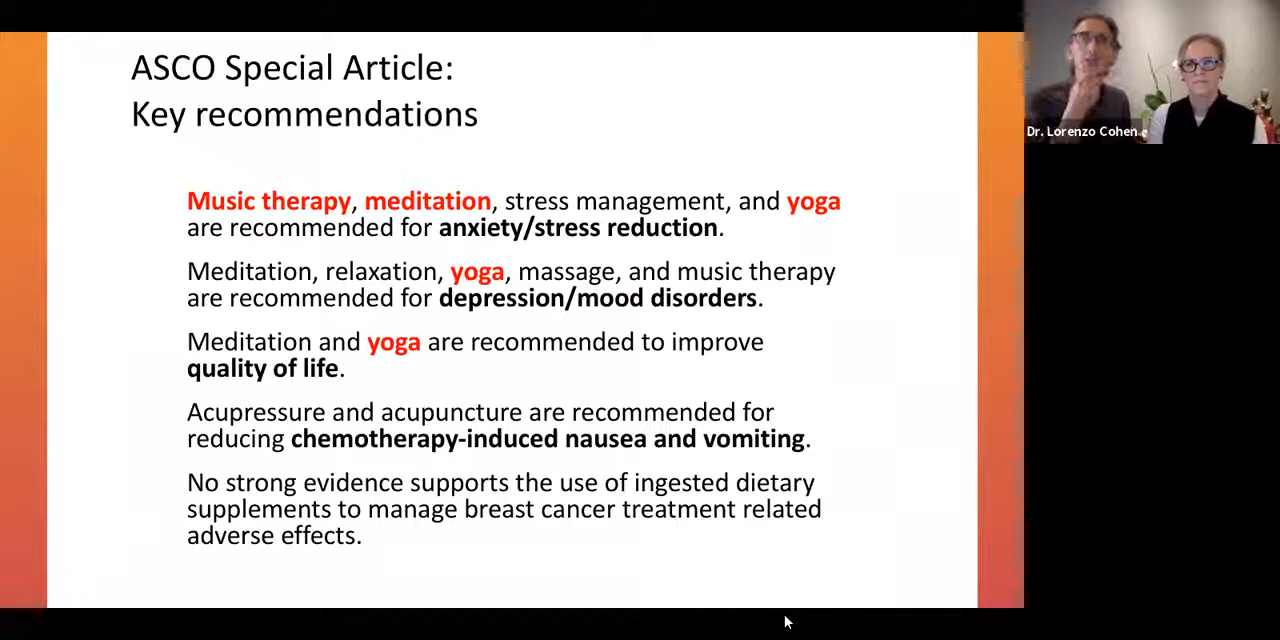 ASCO Special Article:
Key recommendations
Music therapy, meditation, stress management, and yoga
are recommended for anxiety/stress reduction.
Meditation, relaxation, yoga, massage, and music therapy
are recommended for depression/mood disorders.
Meditation and yoga are recommended to improve
quality of life.
Acupressure and acupuncture are recommended for
reducing chemotherapy-induced nausea and vomiting.
No strong evidence supports the use of ingested dietary
supplements to manage breast cancer treatment related
adverse effects.
Dr. Lorenzo Cohen